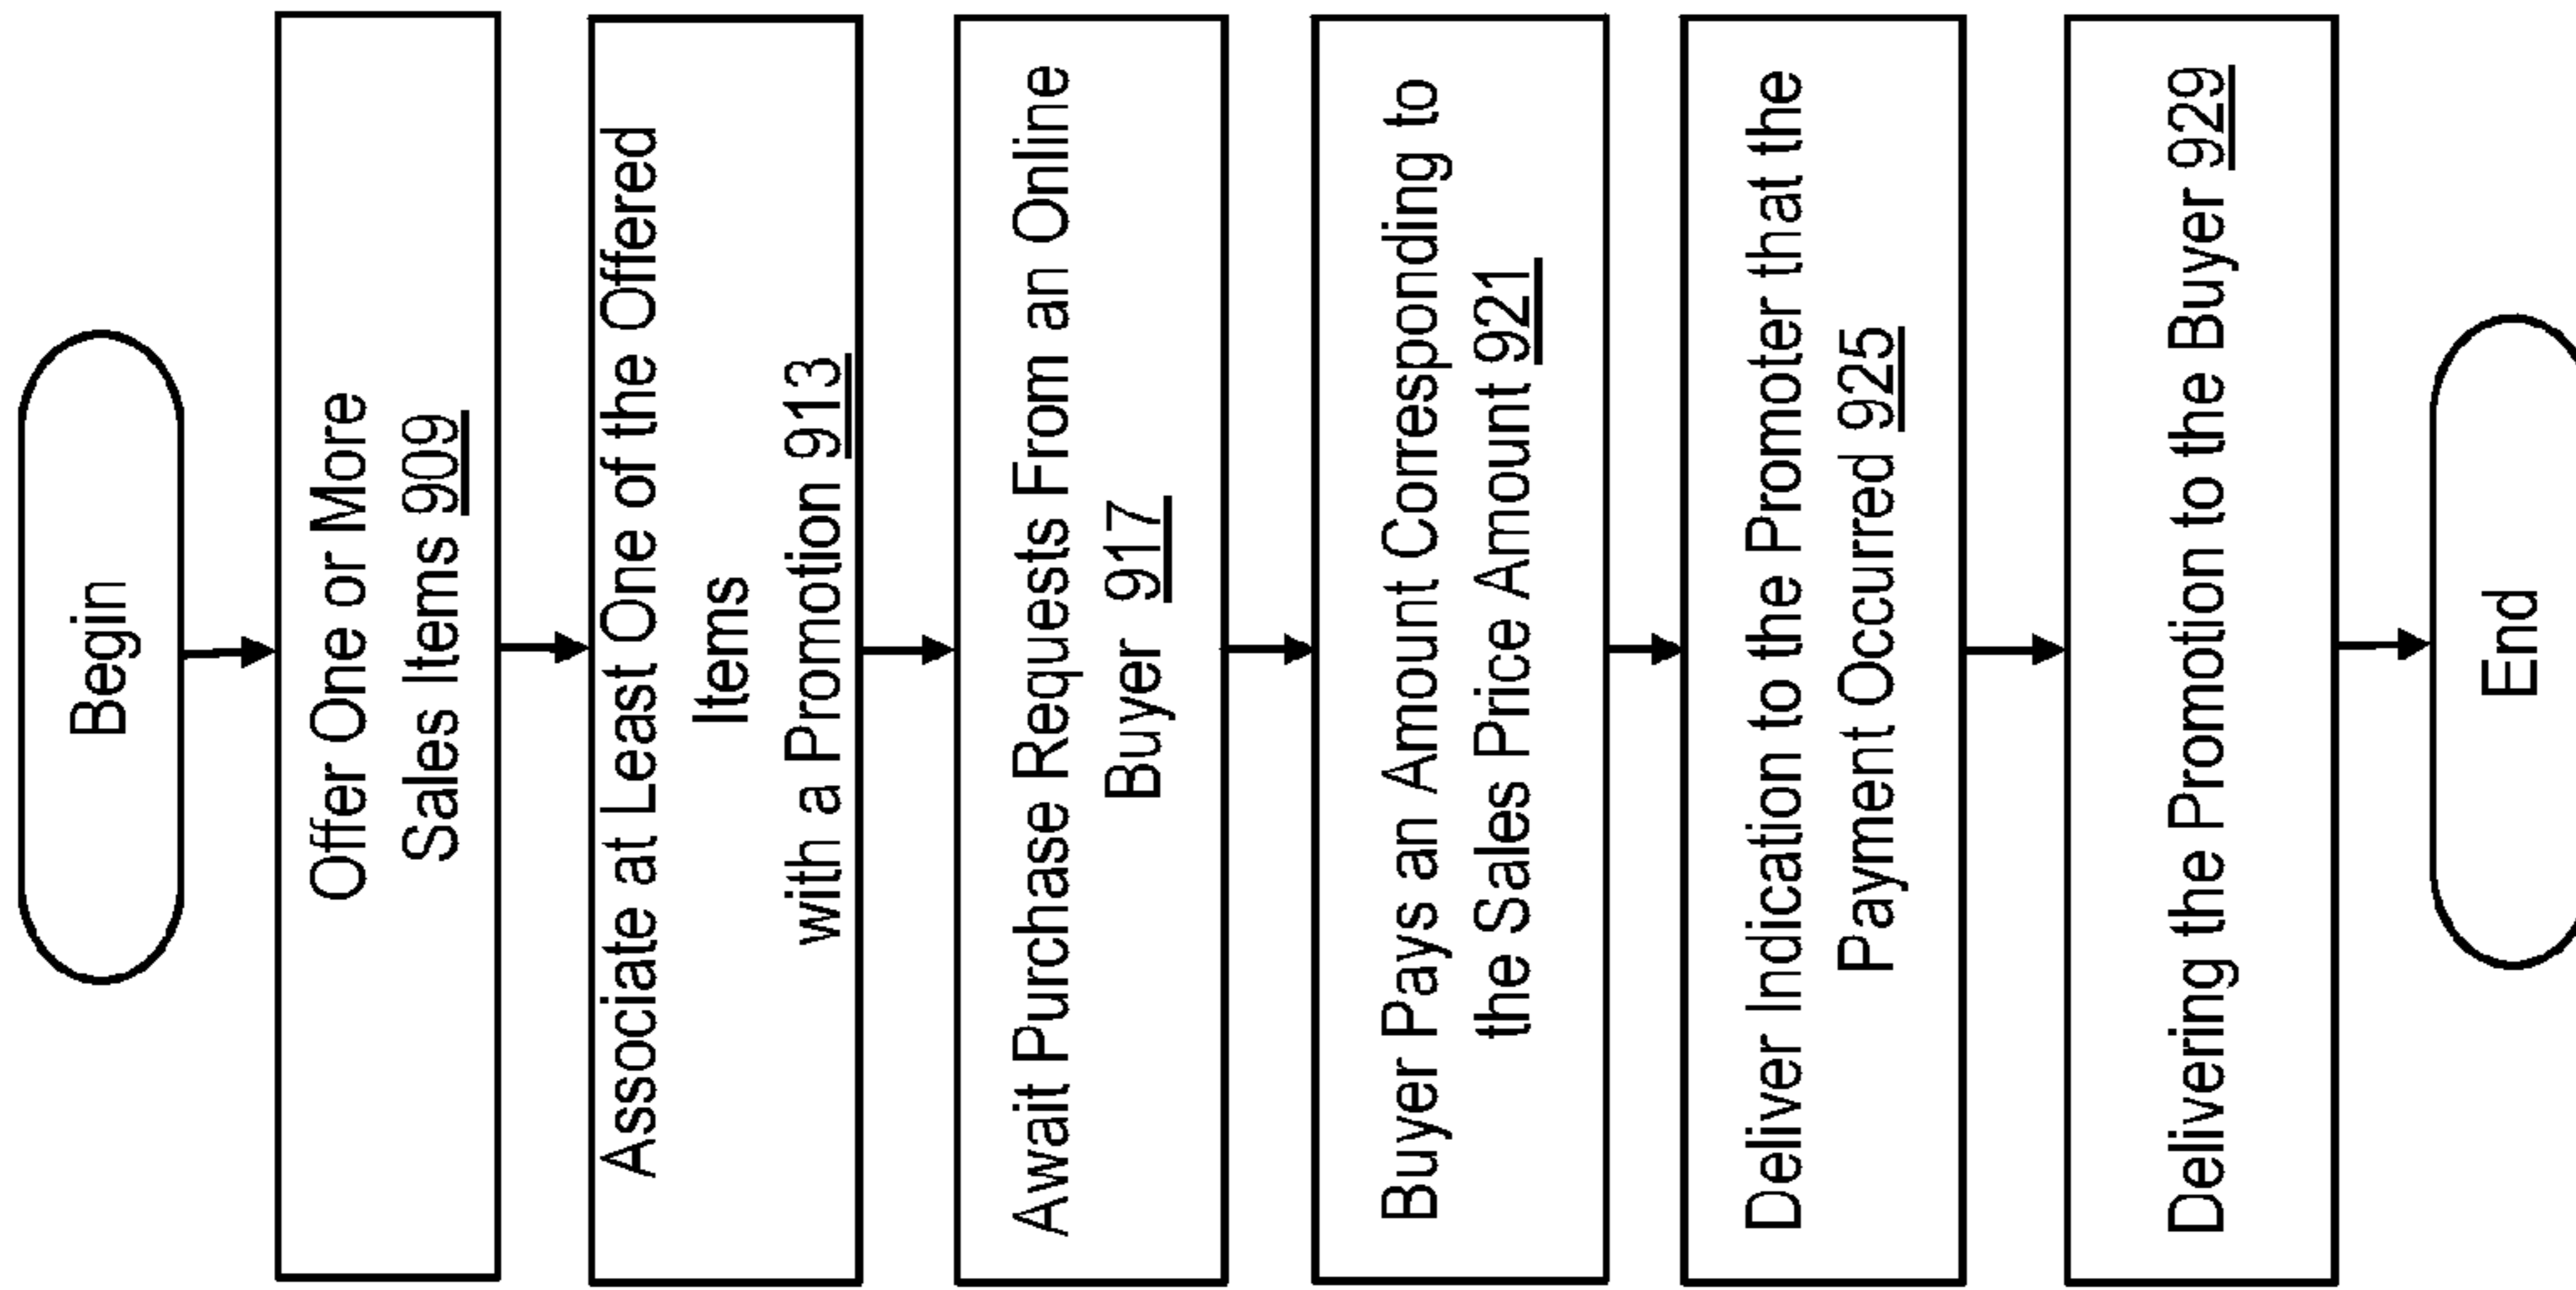 Begin
Offer One or More
Sales Items 909
Associate at Least One of the Offered
Items
with a Promotion 913
Await Purchase Requests From an Online
Buyer 917
Buyer Pays an Amount Corresponding to
the Sales Price Amount 921
Deliver Indication to the Promoter that the
Payment Occurred 925
Delivering the Promotion to the Buyer 929
End